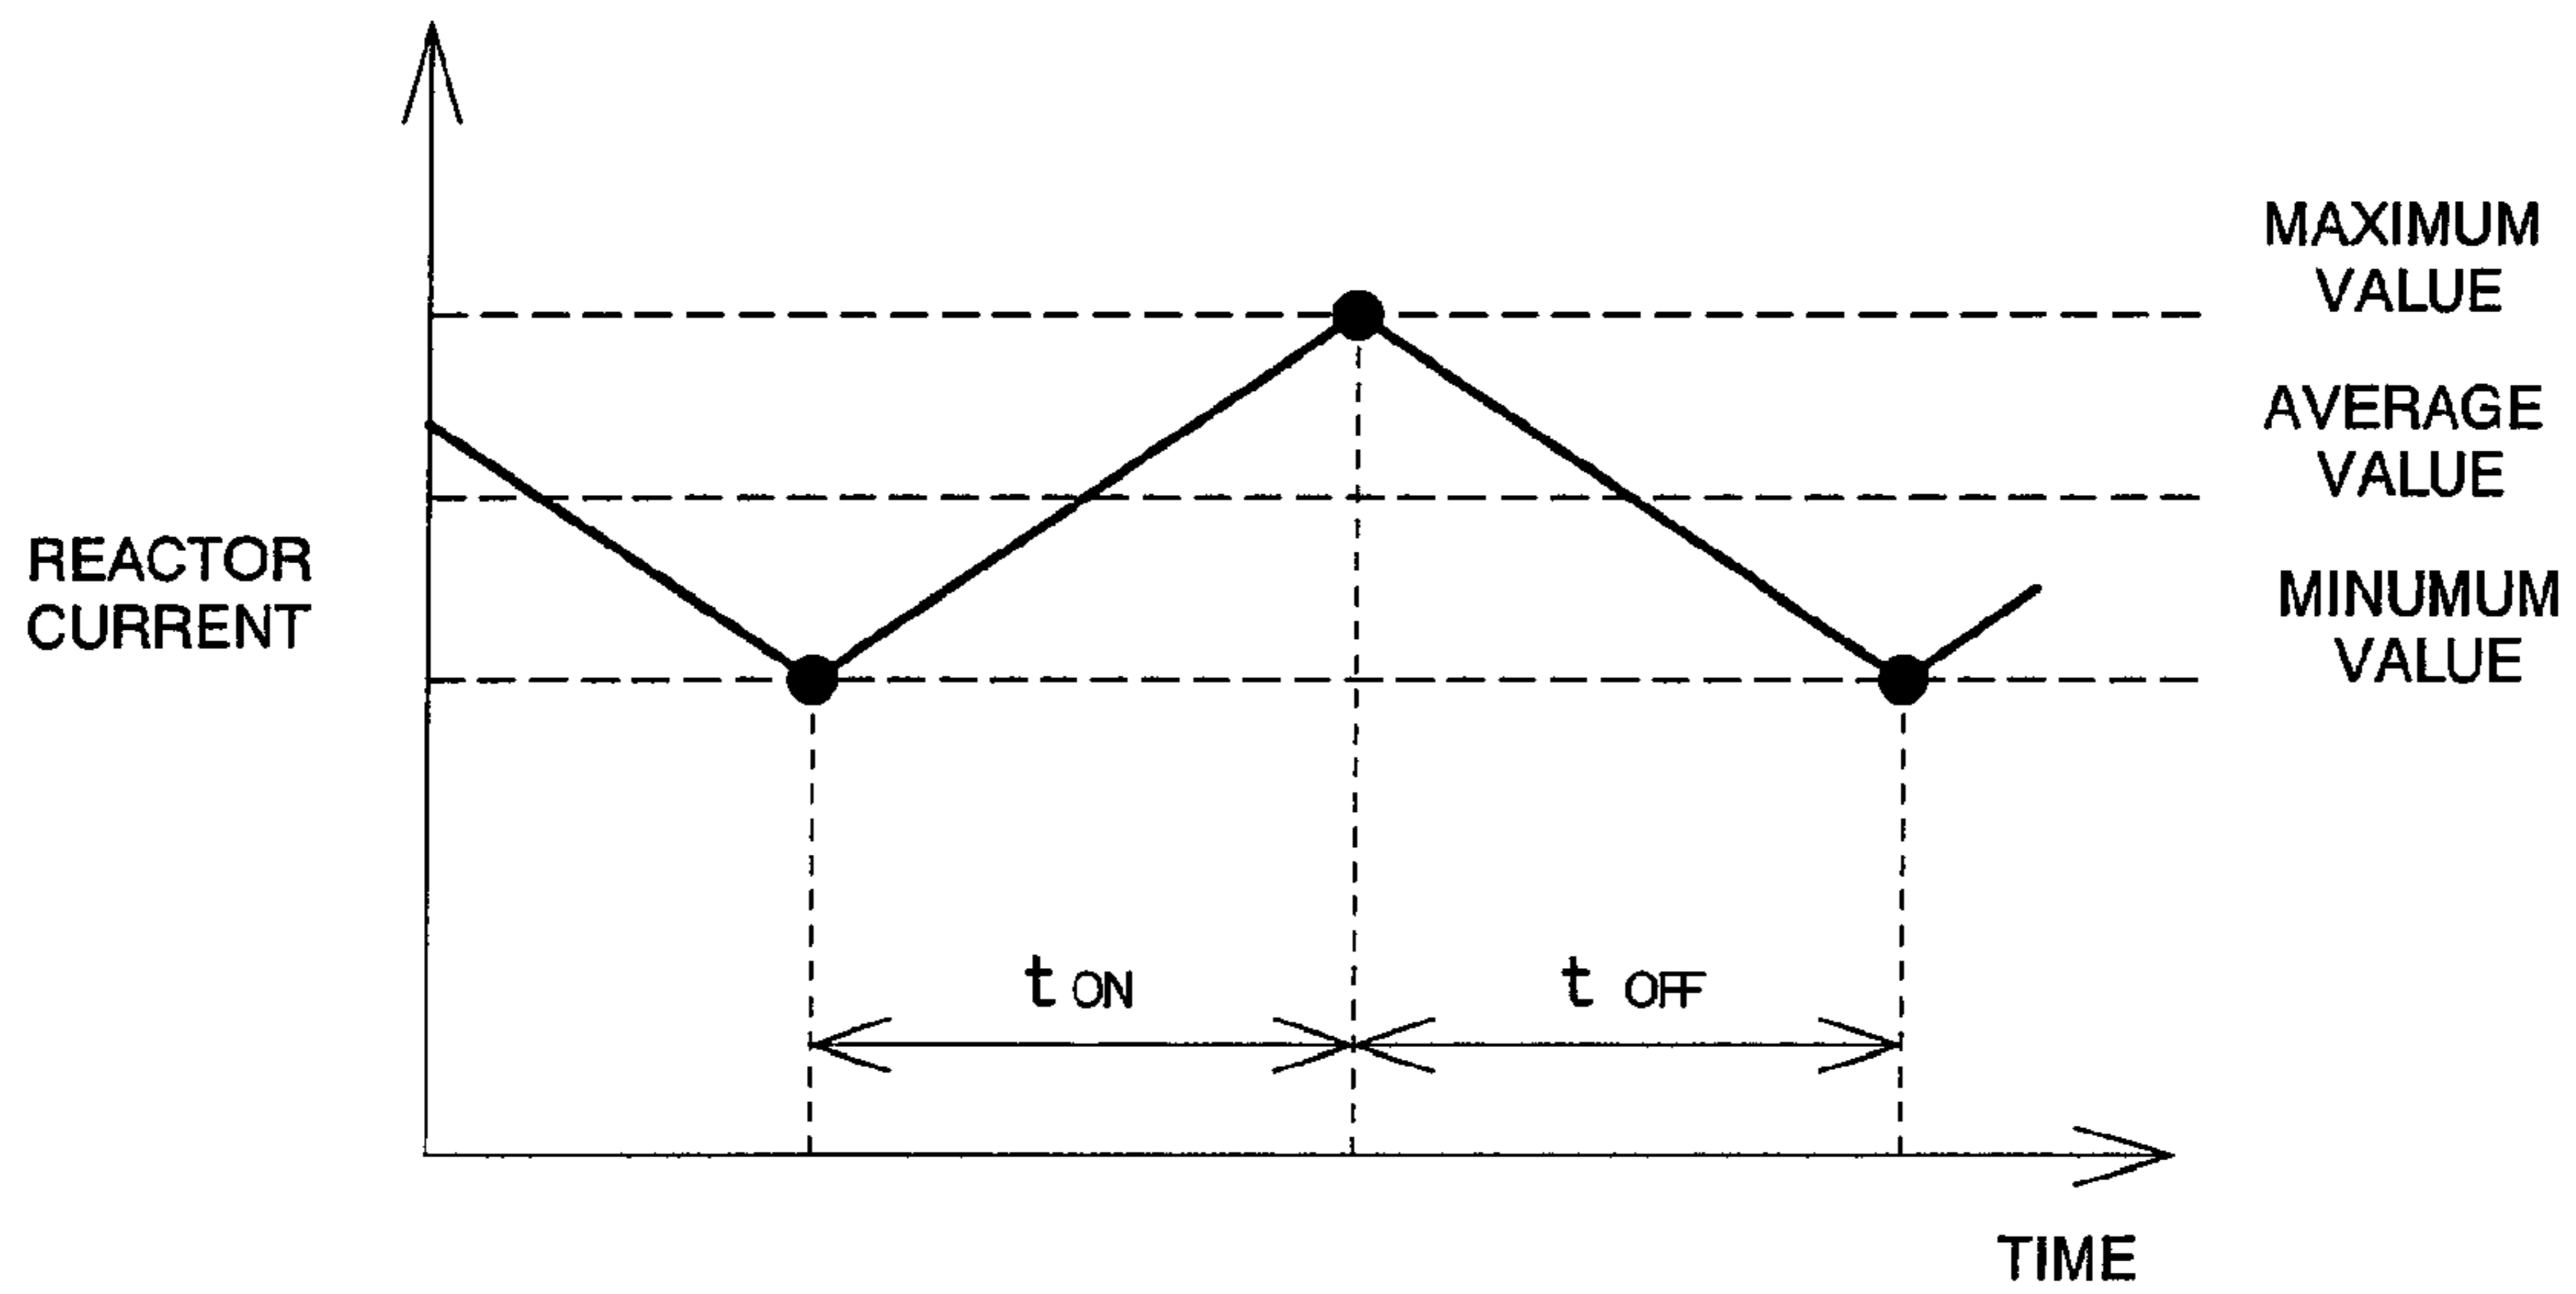 MAXIMUM
VALUE
AVERAGE
VALUE
REACTOR
CURRENT
MINUMUM
VALUE
t ON
t OFF
TIME